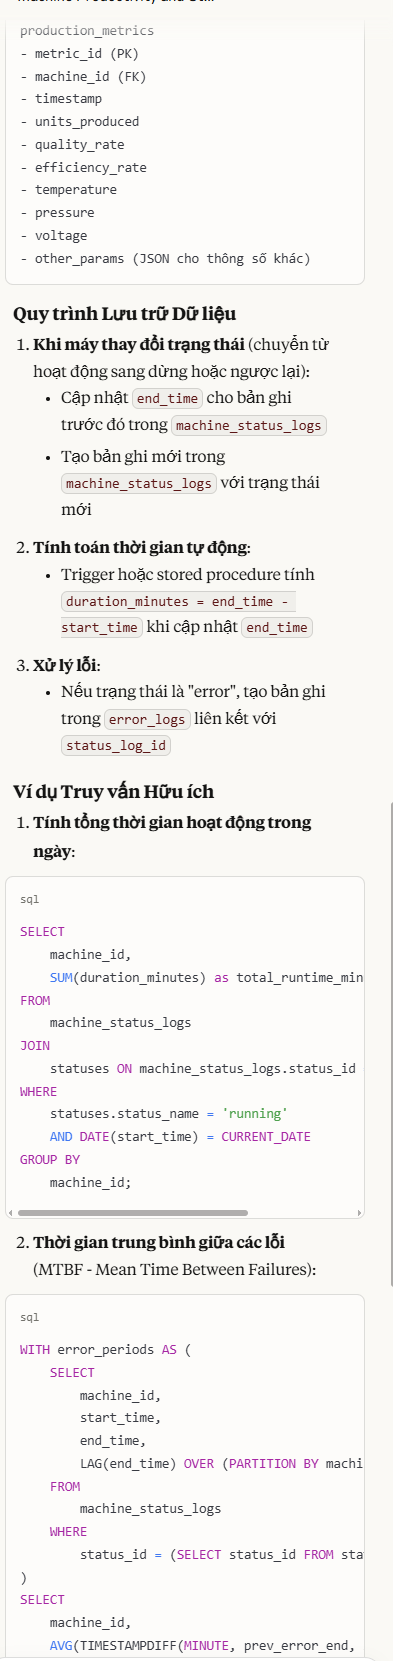 production_metrics
- metric_id (PK)
- machine_id (FK)
- timestamp
- units_produced
- quality_rate
- efficiency_rate
- temperature
- pressure
- voltage
- other_params (JSON cho thông số khác)
Quy trình Lưu trữ Dữ liệu
1. Khi máy thay đổi trạng thái (chuyển từ
hoạt động sang dừng hoặc ngược lại):
• Cập nhật end_time cho bản ghi
trước đó trong machine_status_logs
• Tạo bản ghi mới trong
machine_status_logs với trạng thái
mới
2. Tính toán thời gian tự động:
• Trigger hoặc stored procedure tính
duration_minutes = end_time -
start_time khi cập nhật end_time
3. Xử lý lỗi:
• Nếu trạng thái là "error", tạo bản ghi
trong error_logs liên kết với
status_log_id
Ví dụ Truy vấn Hữu ích
1. Tính tổng thời gian hoạt động trong
ngày:
sql
SELECT
machine_id,
SUM(duration_minutes) as total_runtime_min
FROM
machine_status_logs
JOIN
statuses ON machine_status_logs.status_id
WHERE
statuses.status_name = 'running'
AND DATE(start_time) = CURRENT_DATE
GROUP BY
machine_id;
2. Thời gian trung bình giữa các lỗi
(MTBF - Mean Time Between Failures):
sql
WITH error_periods AS (
SELECT
machine_id,
start_time,
end_time,
LAG(end_time) OVER (PARTITION BY machi
FROM
machine_status_logs
WHERE
status_id = (SELECT status_id FROM sta
)
SELECT
machine_id,
AVG(TIMESTAMPDIFF(MINUTE, prev_error_end,